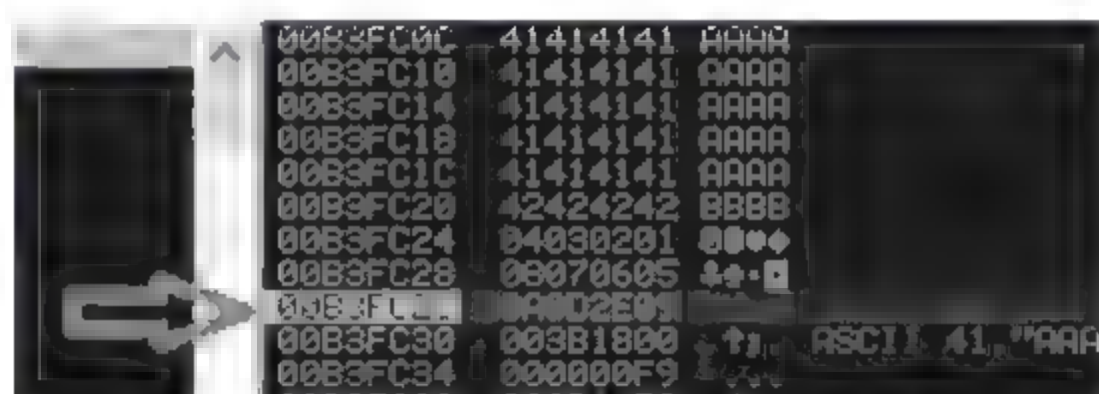 00B3FC0C 41414141 AAAA
00B3FC10 41414141 AAAA
00B3FC14 41414141 AAAA
00B3FC18 41414141 AAAA
00B3FC1C 41414141 AAAA
00B3FC20 42424242 BBBB
00B3FC24 04030201
00B3FC28 08070605
00B3FC30 003B1800 ASCII 41,"AAA
00B3FC34 000000F9